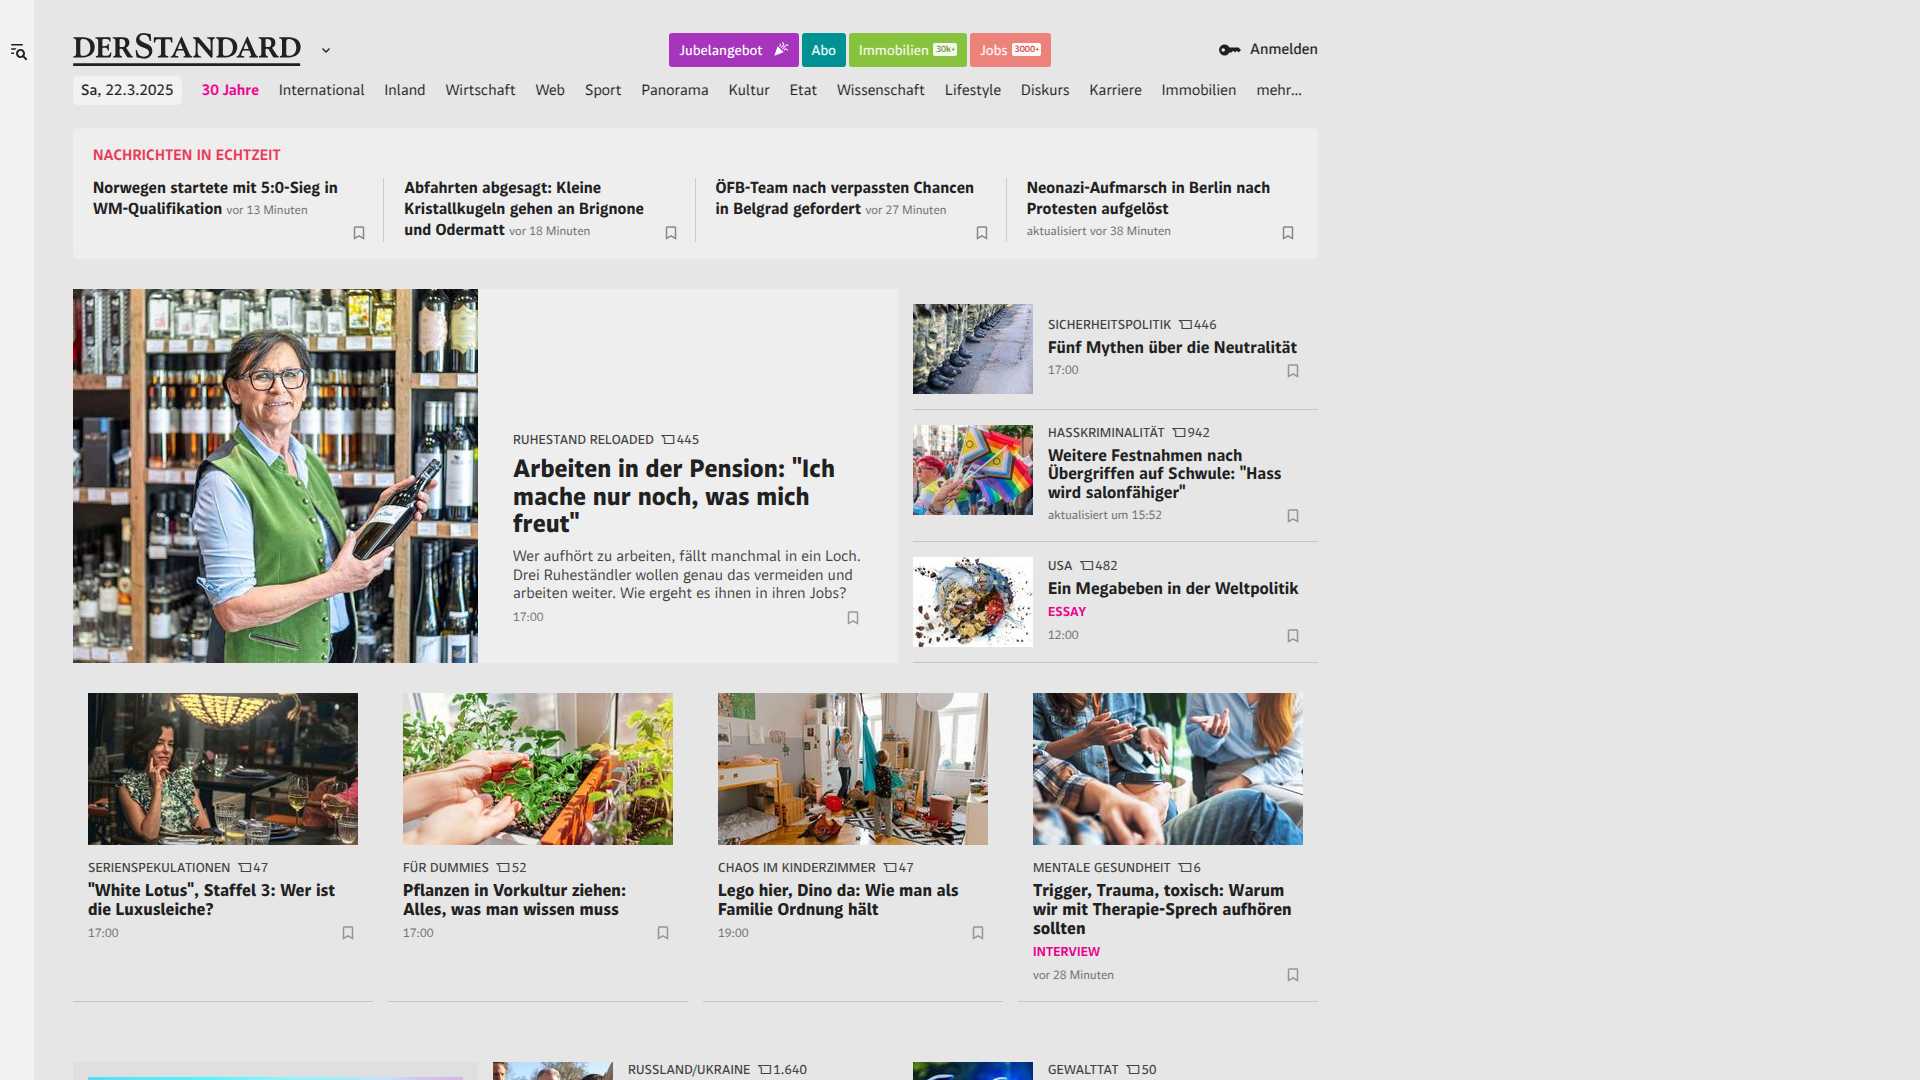 DERSTANDARD
Jubelangebot
Abo
Immobilien 30k+
Jobs 3000+
Anmelden
Sa, 22.3.2025
30 Jahre
International
Inland
Wirtschaft
Web
Sport
Panorama
Kultur
Etat
Wissenschaft
Lifestyle
Diskurs
Karriere
Immobilien
mehr...
NACHRICHTEN IN ECHTZEIT
Norwegen startete mit 5:0-Sieg in
WM-Qualifikation vor 13 Minuten
Abfahrten abgesagt: Kleine
Kristallkugeln gehen an Brignone
und Odermatt vor 18 Minuten
ÖFB-Team nach verpassten Chancen
in Belgrad gefordert vor 27 Minuten
Neonazi-Aufmarsch in Berlin nach
Protesten aufgelöst
aktualisiert vor 38 Minuten
RUHESTAND RELOADED 445
Arbeiten in der Pension: "Ich
mache nur noch, was mich
freut"
Wer aufhört zu arbeiten, fällt manchmal in ein Loch.
Drei Ruheständler wollen genau das vermeiden und
arbeiten weiter. Wie ergeht es ihnen in ihren Jobs?
17:00
SICHERHEITSPOLITIK 446
Fünf Mythen über die Neutralität
17:00
HASSKRIMINALITÄT 942
Weitere Festnahmen nach
Übergriffen auf Schwule: "Hass
wird salonfähiger"
aktualisiert um 15:52
USA 482
Ein Megabeben in der Weltpolitik
ESSAY
12:00
SERIENSPEKULATIONEN 47
"White Lotus", Staffel 3: Wer ist
die Luxusleiche?
17:00
FÜR DUMMIES 52
Pflanzen in Vorkultur ziehen:
Alles, was man wissen muss
17:00
CHAOS IM KINDERZIMMER 47
Lego hier, Dino da: Wie man als
Familie Ordnung hält
19:00
MENTALE GESUNDHEIT 6
Trigger, Trauma, toxisch: Warum
wir mit Therapie-Sprech aufhören
sollten
INTERVIEW
vor 28 Minuten
RUSSLAND/UKRAINE 1.640
GEWALTTAT 50